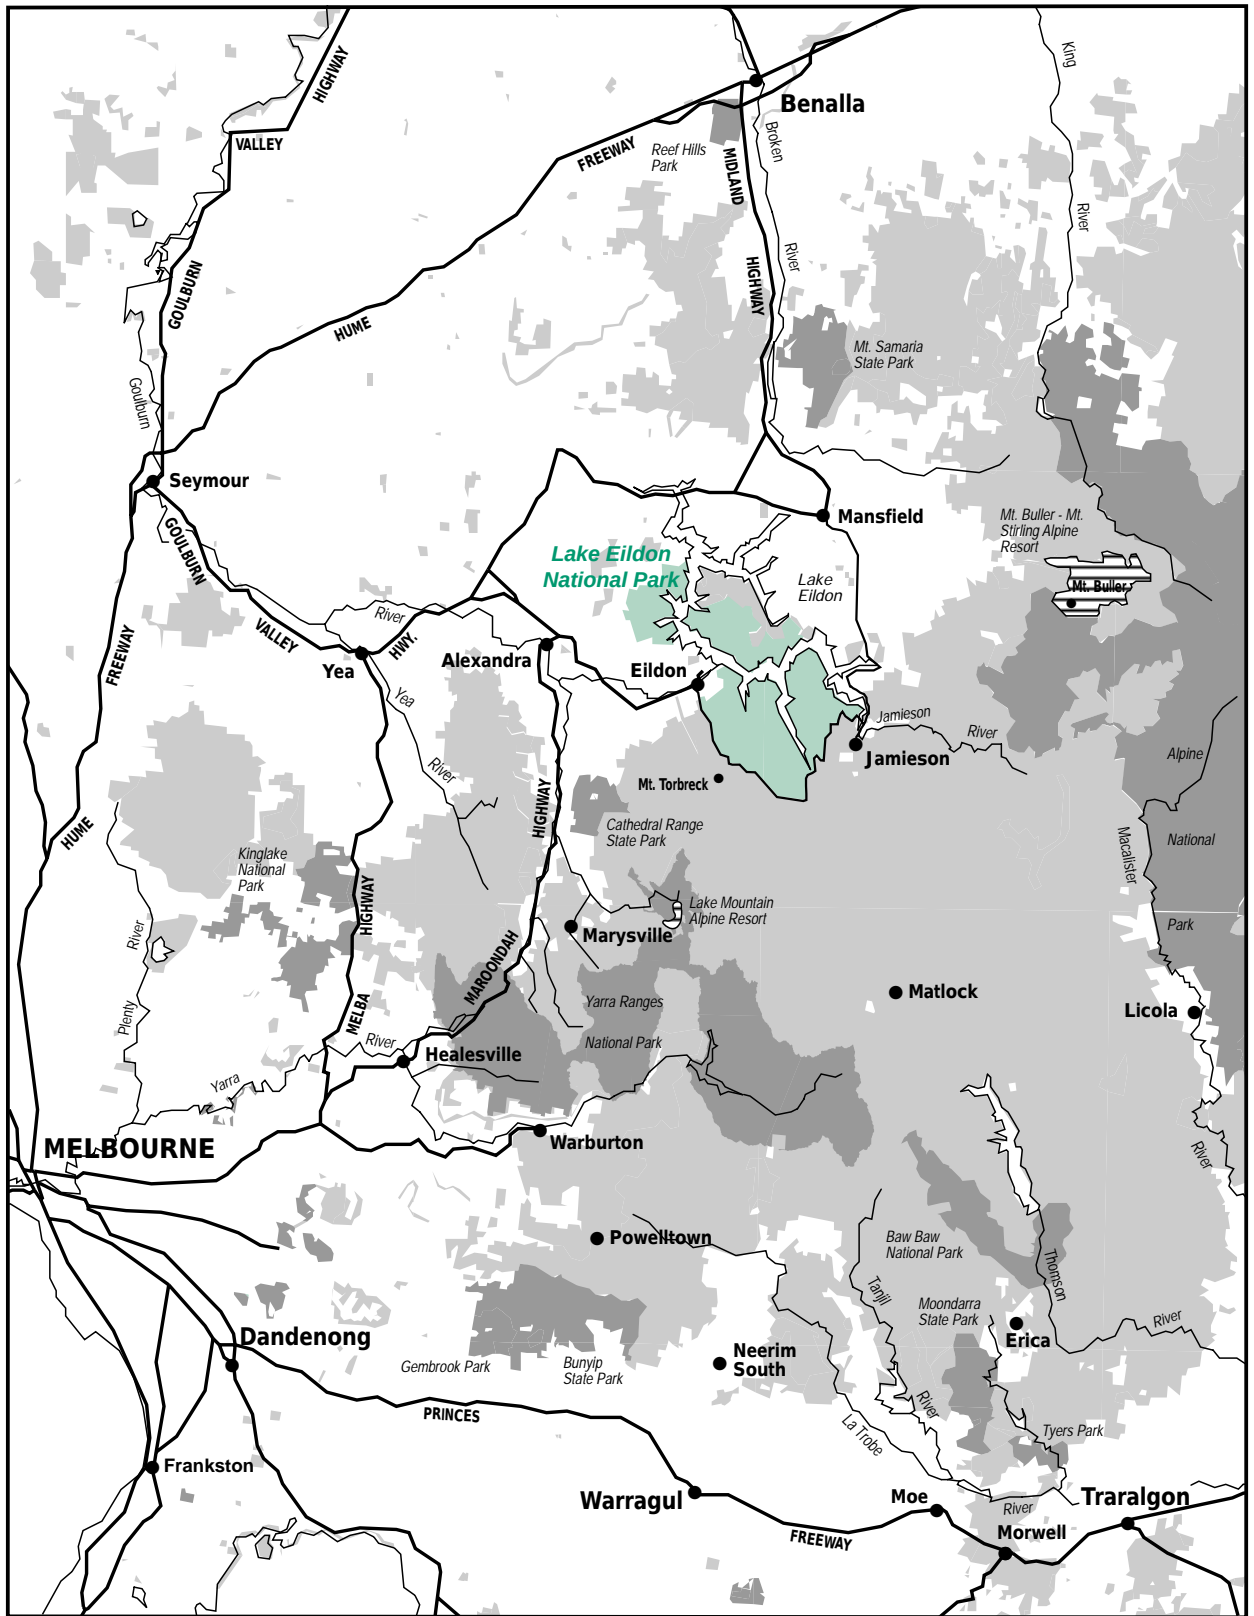 King
HIGHWAY
Benalla
VALLEY
Broken
FREEWAY
Reef Hills
Park
MIDLAND
River
River
HIGHWAY
GOULBURN
HUME
Mt. Samaria
State Park
Goulburn
Seymour
GOULBURN
Mansfield
Mt. Buller - Mt.
Stirling Alpine
Resort
Lake Eildon
National Park
Lake
Eildon
Mt. Buller
River
VALLEY
HWY.
FREEWAY
Yea
Alexandra
Eildon
Yea
Jamieson
River
Jamieson
Alpine
River
Mt. Torbreck
HIGHWAY
HUME
Cathedral Range
State Park
Macalister
National
Kinglake
National
Park
HIGHWAY
Lake Mountain
Alpine Resort
Park
River
Marysville
MAROONDAH
Matlock
Yarra Ranges
Licola
Plenty
MELBA
River
National Park
Healesville
Yarra
MELBOURNE
Warburton
River
Powelltown
Baw Baw
National Park
Thomson
Tanjil
Moondarra
State Park
River
Erica
Dandenong
Neerim
South
Gembrook Park
Bunyip
State Park
PRINCES
River
La Trobe
Tyers Park
Frankston
Warragul
Moe
Traralgon
River
Morwell
FREEWAY